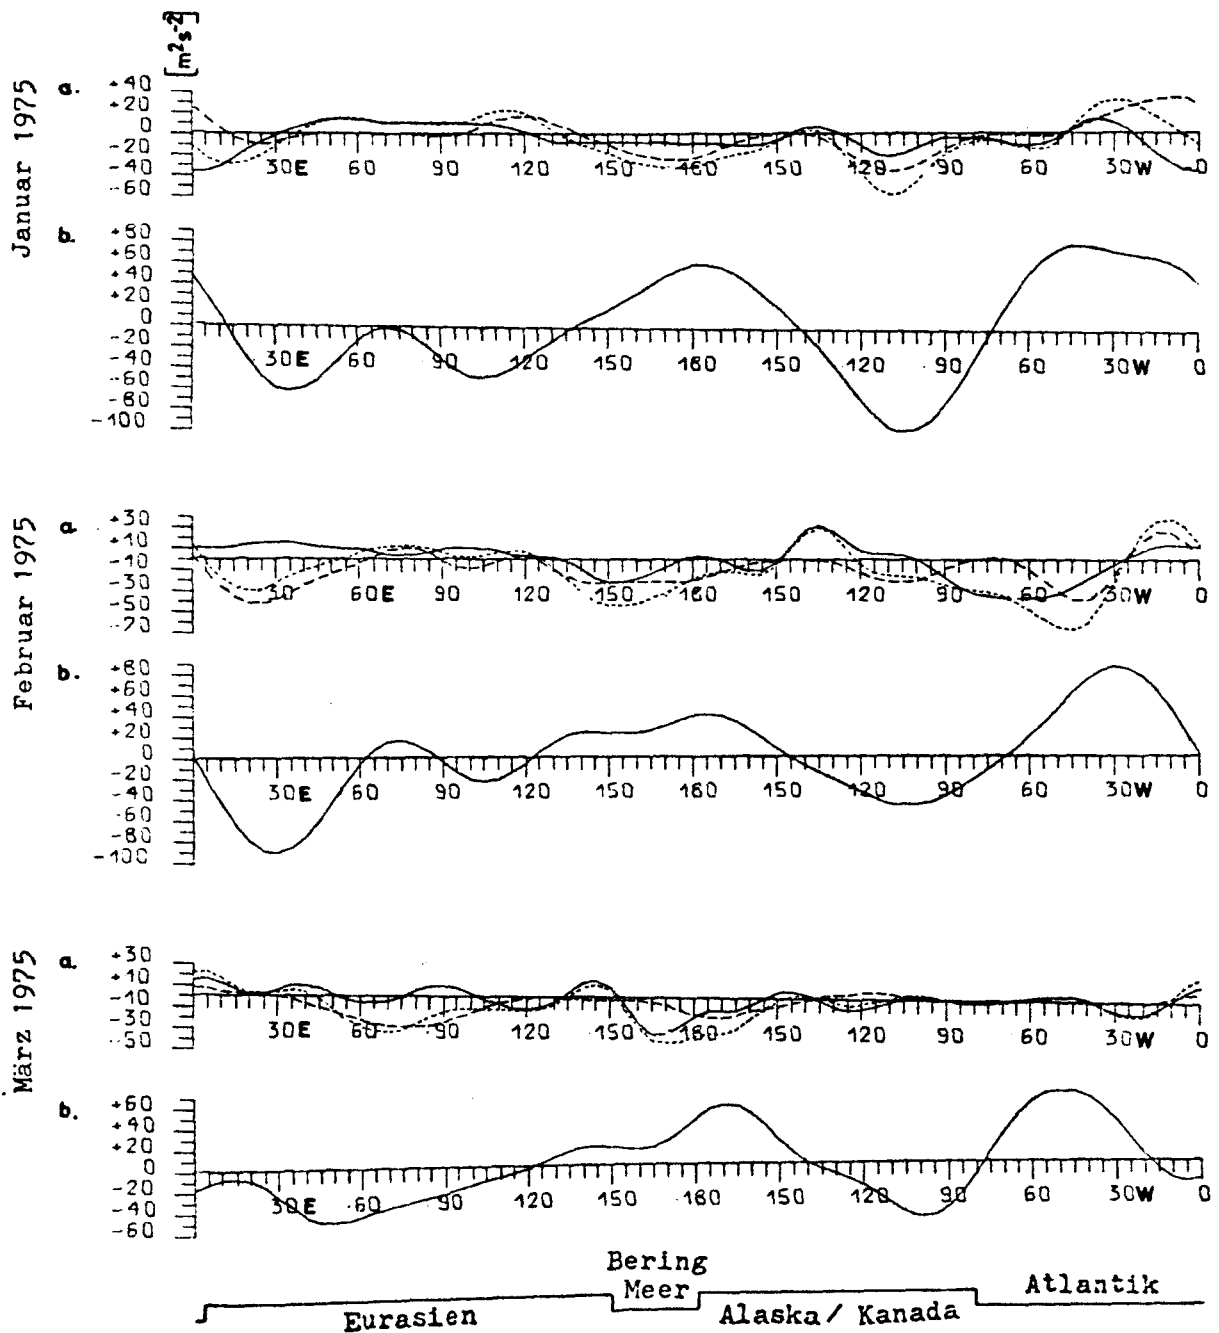 [m²s⁻²]
Januar 1975
a.
+40
+20
0
-20
-40
-60
30E 60 90 120 150 180 150 120 90 60 30W 0
b.
+80
+60
+40
+20
0
-20
-40
-60
-80
-100
30E 60 90 120 150 180 150 120 90 60 30W 0
Februar 1975
a
+30
+10
-10
-30
-50
-70
30 60E 90 120 150 180 150 120 90 60 30W 0
b.
+80
+60
+40
+20
0
-20
-40
-60
-80
-100
30E 60 90 120 150 180 150 120 90 60 30W 0
März 1975
a.
+30
+10
-10
-30
-50
30E 60 90 120 150 180 150 120 90 60 30W 0
b.
+60
+40
+20
0
-20
-40
-60
30E 60 90 120 150 180 150 120 90 60 30W 0
Bering
Meer
Eurasien Alaska/ Kanada Atlantik